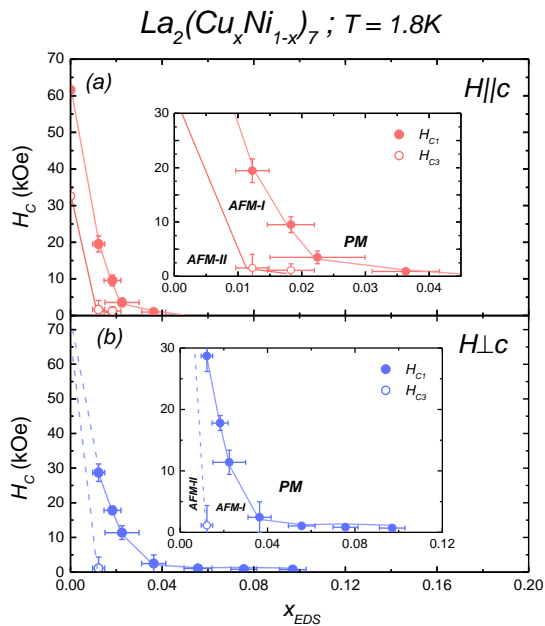 La2(CuxNi1-x)7 ; T = 1.8K
(a)
H||c
70
60
50
40
30
20
10
0
HC (kOe)
30
20
10
0
0.00
0.01
0.02
0.03
0.04
HC1
HC3
AFM-I
AFM-II
PM
(b)
H⊥c
70
60
50
40
30
20
10
0
HC (kOe)
30
20
10
0
0.00
0.04
0.08
0.12
HC1
HC3
AFM-II
AFM-I
PM
0.00
0.04
0.08
0.12
0.16
0.20
xEDS